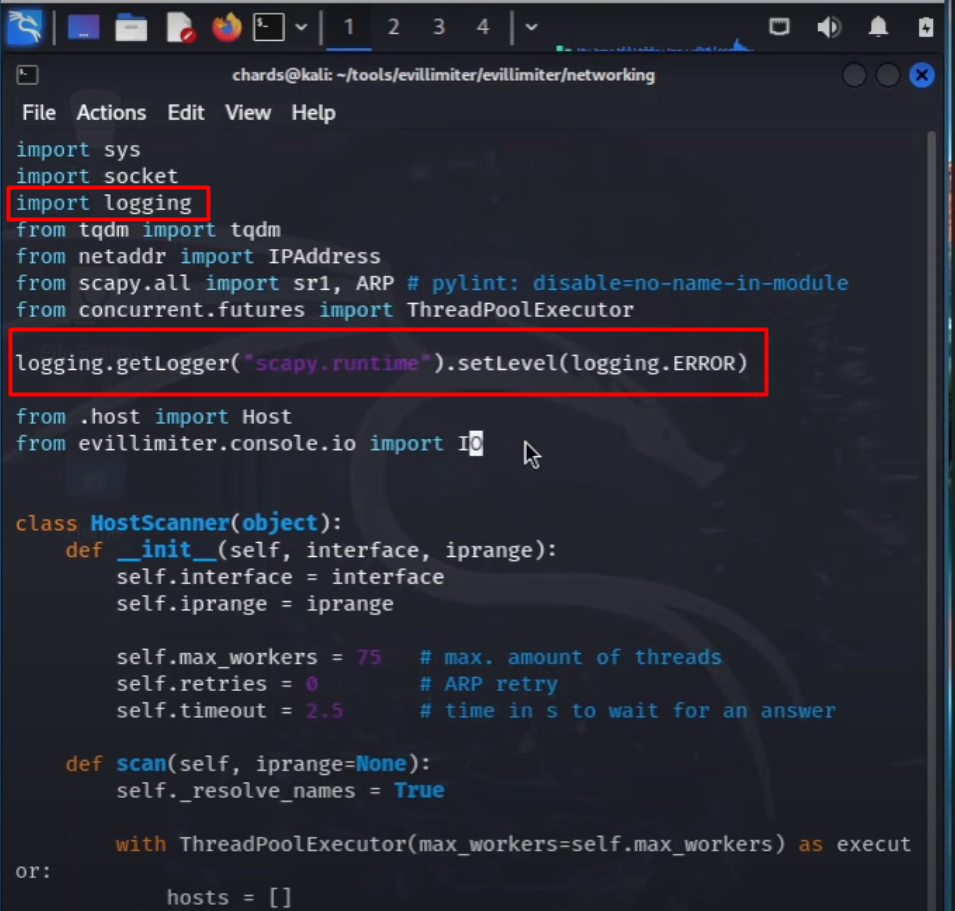 1 2 3 4
chards@kali: ~/tools/evillimiter/evillimiter/networking
File Actions Edit View Help
import sys
import socket
import logging
from tqdm import tqdm
from netaddr import IPAddress
from scapy.all import sr1, ARP # pylint: disable=no-name-in-module
from concurrent.futures import ThreadPoolExecutor
logging.getLogger("scapy.runtime").setLevel(logging.ERROR)
from .host import Host
from evillimiter.console.io import IO
class HostScanner(object):
    def __init__(self, interface, iprange):
        self.interface = interface
        self.iprange = iprange
        self.max_workers = 75   # max. amount of threads
        self.retries = 0        # ARP retry
        self.timeout = 2.5      # time in s to wait for an answer
    def scan(self, iprange=None):
        self._resolve_names = True
        with ThreadPoolExecutor(max_workers=self.max_workers) as execut
or:
            hosts = []